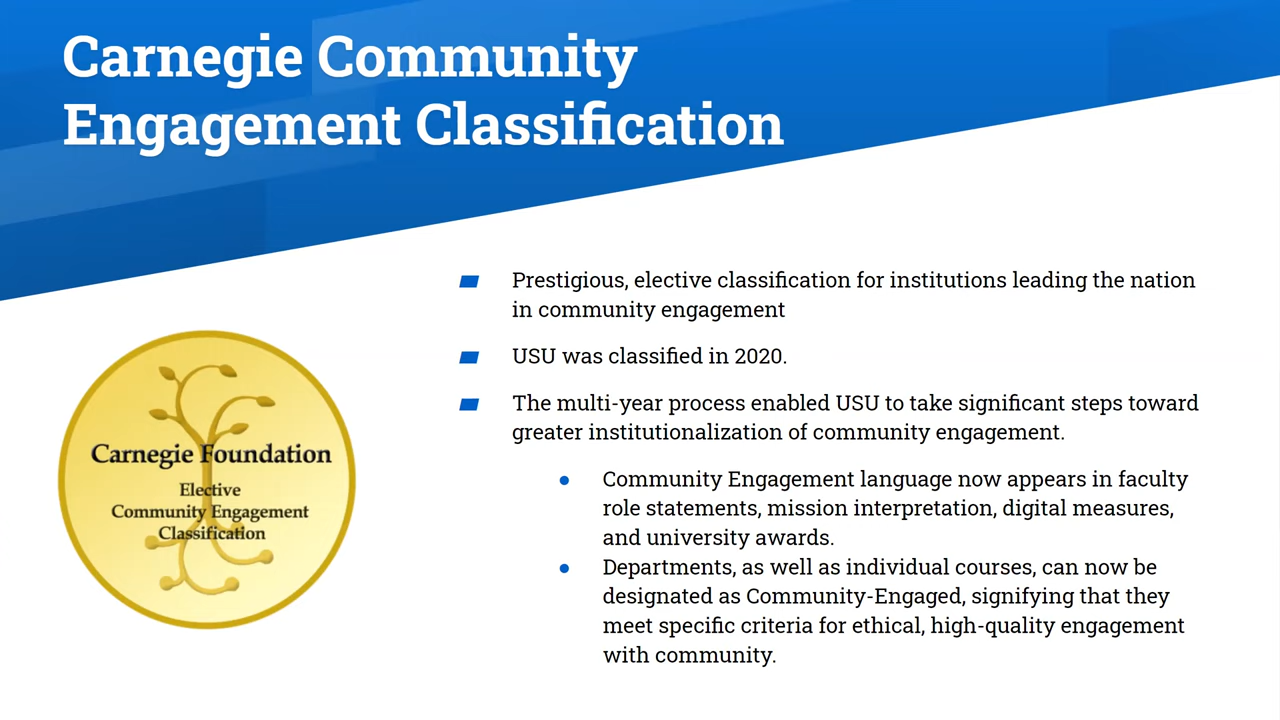 Carnegie Community
Engagement Classification
Prestigious, elective classification for institutions leading the nation
in community engagement
USU was classified in 2020.
The multi-year process enabled USU to take significant steps toward
greater institutionalization of community engagement.
Community Engagement language now appears in faculty
role statements, mission interpretation, digital measures,
and university awards.
Departments, as well as individual courses, can now be
designated as Community-Engaged, signifying that they
meet specific criteria for ethical, high-quality engagement
with community.
Carnegie Foundation
Elective
Community Engagement
Classification